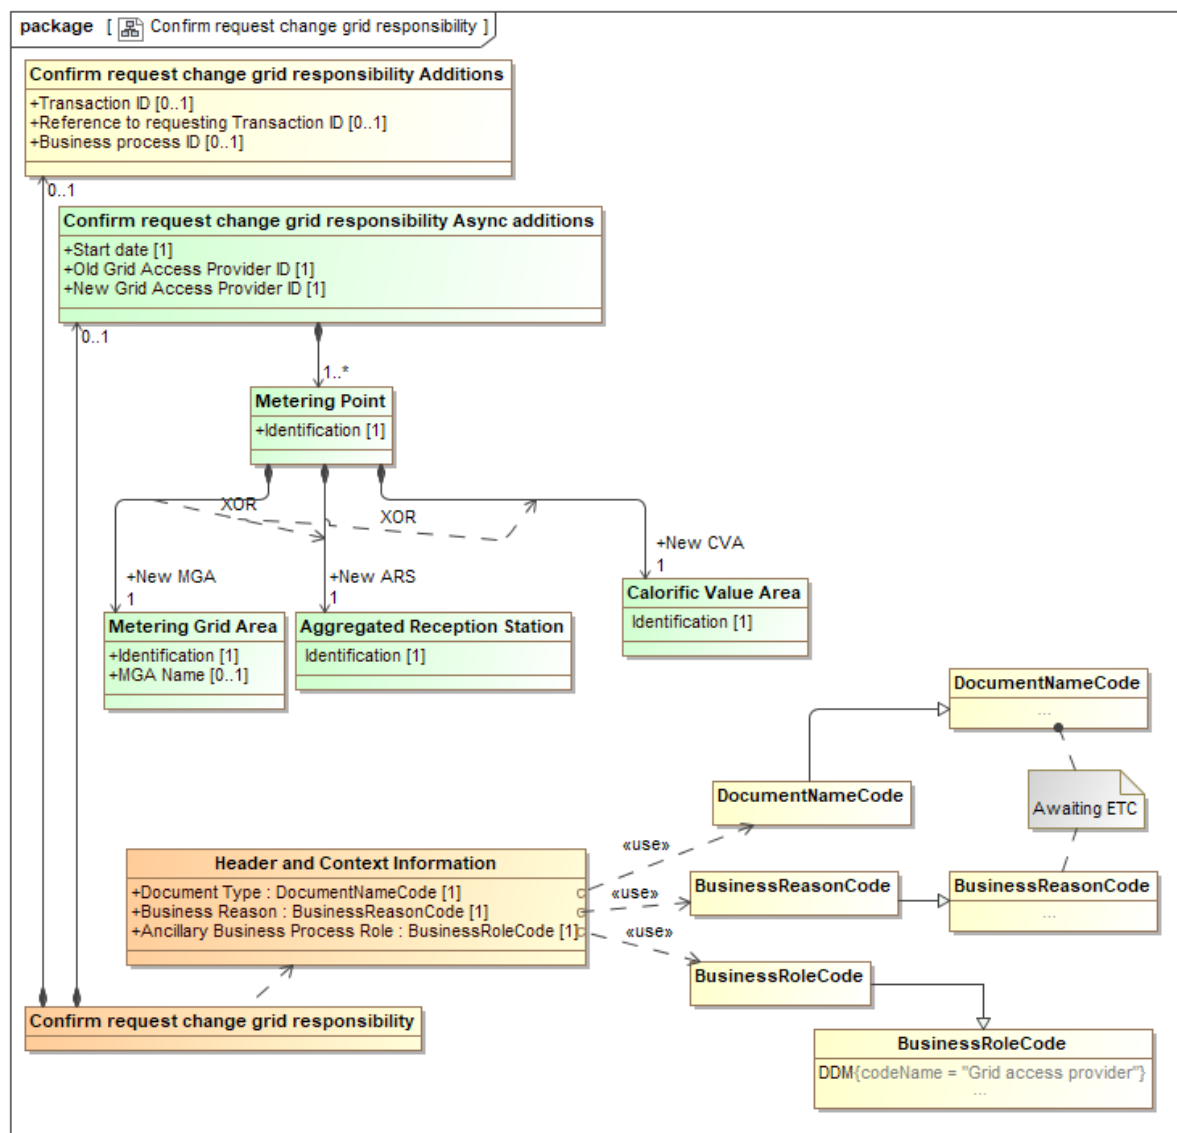 package [ Confirm request change grid responsibility ]
Confirm request change grid responsibility Additions
+Transaction ID [0..1]
+Reference to requesting Transaction ID [0..1]
+Business process ID [0..1]
0..1
Confirm request change grid responsibility Async additions
+Start date [1]
+Old Grid Access Provider ID [1]
+New Grid Access Provider ID [1]
0..1
1..*
Metering Point
+Identification [1]
XOR
XOR
+New CVA
1
+New MGA
1
+New ARS
1
Calorific Value Area
Identification [1]
Metering Grid Area
+Identification [1]
+MGA Name [0..1]
Aggregated Reception Station
Identification [1]
DocumentNameCode
...
DocumentNameCode
Awaiting ETC
«use»
Header and Context Information
+Document Type : DocumentNameCode [1]
+Business Reason : BusinessReasonCode [1]
+Ancillary Business Process Role : BusinessRoleCode [1]
«use»
BusinessReasonCode
BusinessReasonCode
...
«use»
BusinessRoleCode
Confirm request change grid responsibility
BusinessRoleCode
DDM{codeName = "Grid access provider"}
...